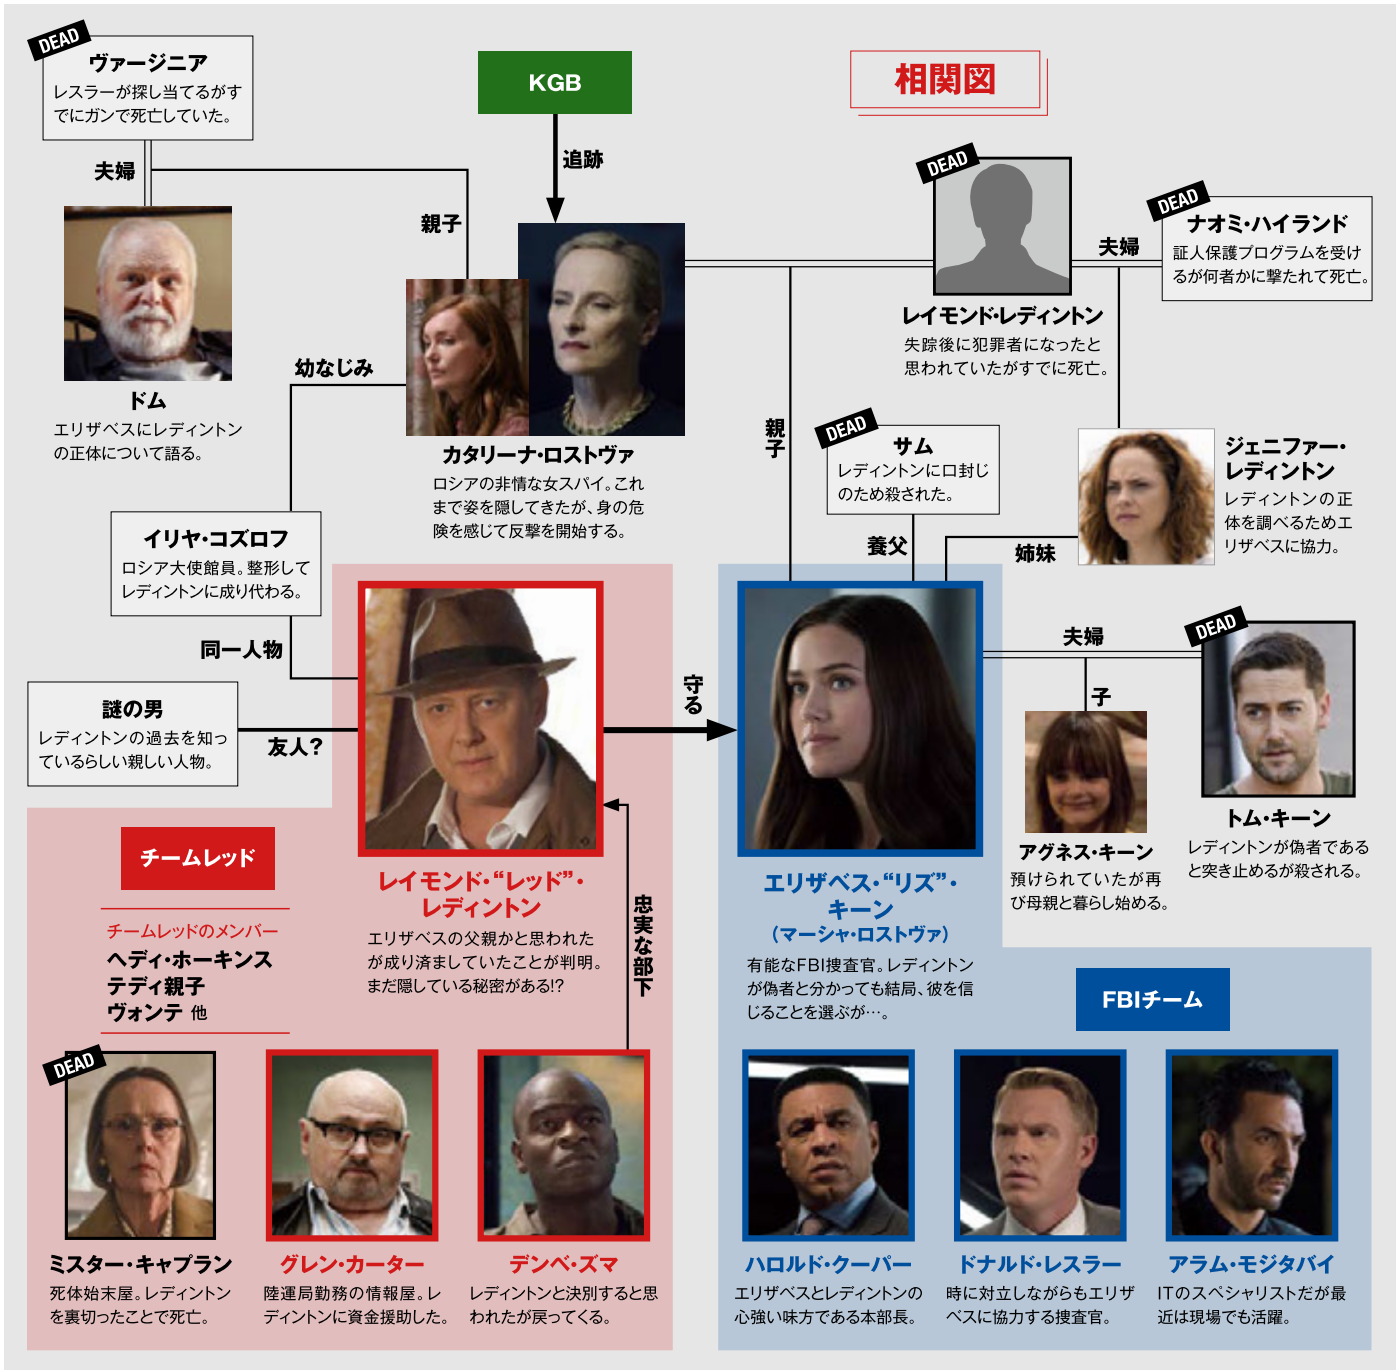 DEAD
ヴァージニア
レスラーが探し当てるがす
でにガンで死亡していた。
KGB
相関図
追跡
夫婦
親子
DEAD
DEAD
ナオミ・ハイランド
証人保護プログラムを受け
るが何者かに撃たれて死亡。
夫婦
レイモンド・レディントン
失踪後に犯罪者になったと
思われていたがすでに死亡。
幼なじみ
ドム
エリザベスにレディントン
の正体について語る。
カタリーナ・ロストヴァ
ロシアの非情な女スパイ。これ
まで姿を隠してきたが、身の危
険を感じて反撃を開始する。
親子
DEAD
サム
レディントンに口封じ
のため殺された。
養父
ジェニファー・
レディントン
レディントンの正
体を調べるためエ
リザベスに協力。
姉妹
イリヤ・コズロフ
ロシア大使館員。整形して
レディントンに成り代わる。
同一人物
謎の男
レディントンの過去を知っ
ているらしい親しい人物。
友人?
守る
夫婦
DEAD
子
トム・キーン
レディントンが偽者である
と突き止めるが殺される。
アグネス・キーン
預けられていたが再
び母親と暮らし始める。
チームレッド
チームレッドのメンバー
ヘディ・ホーキンス
テディ親子
ヴォンテ 他
レイモンド・“レッド”・
レディントン
エリザベスの父親かと思われた
が成り済ましていたことが判明。
まだ隠している秘密がある!?
忠実な部下
エリザベス・“リズ”・
キーン
（マーシャ・ロストヴァ）
有能なFBI捜査官。レディントン
が偽者と分かっても結局、彼を信
じることを選ぶが…。
FBIチーム
DEAD
ミスター・キャプラン
死体始末屋。レディントン
を裏切ったことで死亡。
グレン・カーター
陸運局勤務の情報屋。レ
ディントンに資金援助した。
デンベ・ズマ
レディントンと決別すると思
われたが戻ってくる。
ハロルド・クーパー
エリザベスとレディントンの
心強い味方である本部長。
ドナルド・レスラー
時に対立しながらもエリザ
ベスに協力する捜査官。
アラム・モジタバイ
ITのスペシャリストだが最
近は現場でも活躍。